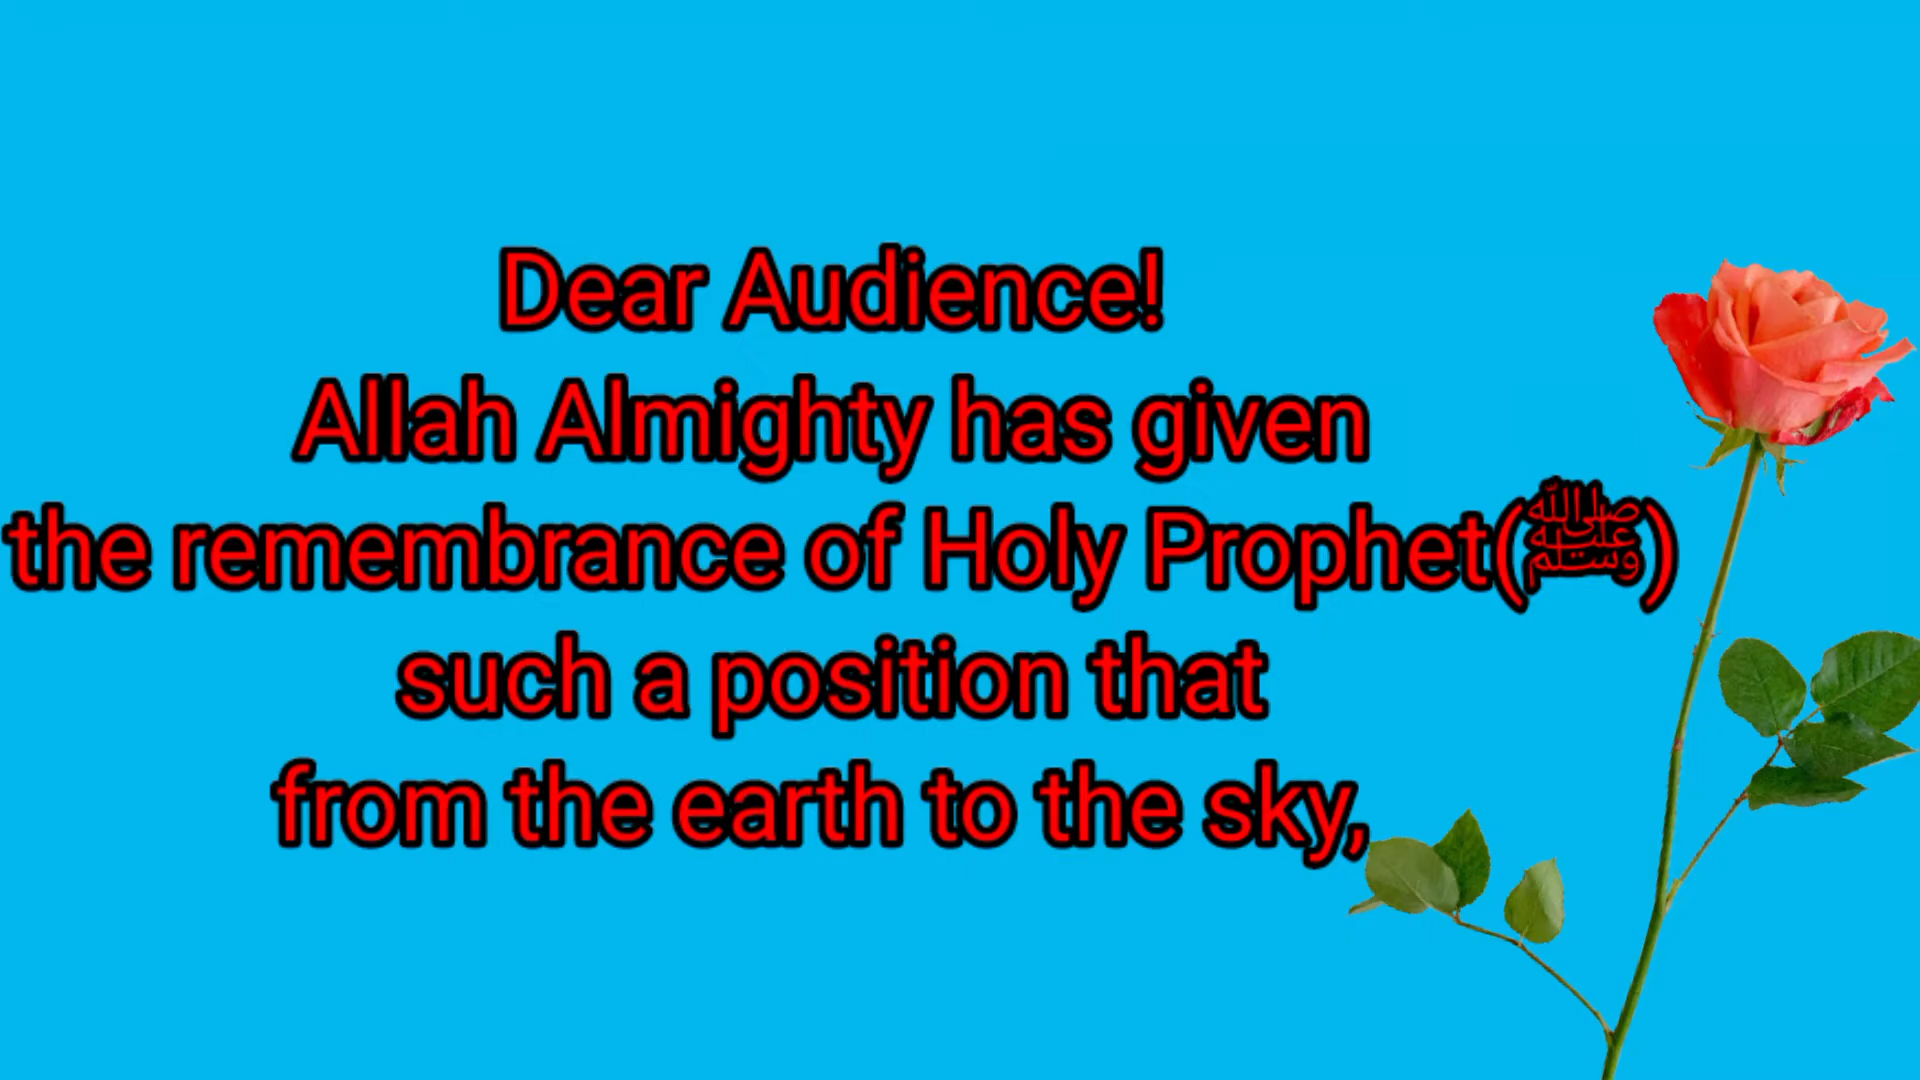 Dear Audience!
Allah Almighty has given
the remembrance of Holy Prophet(ﷺ)
such a position that
from the earth to the sky,